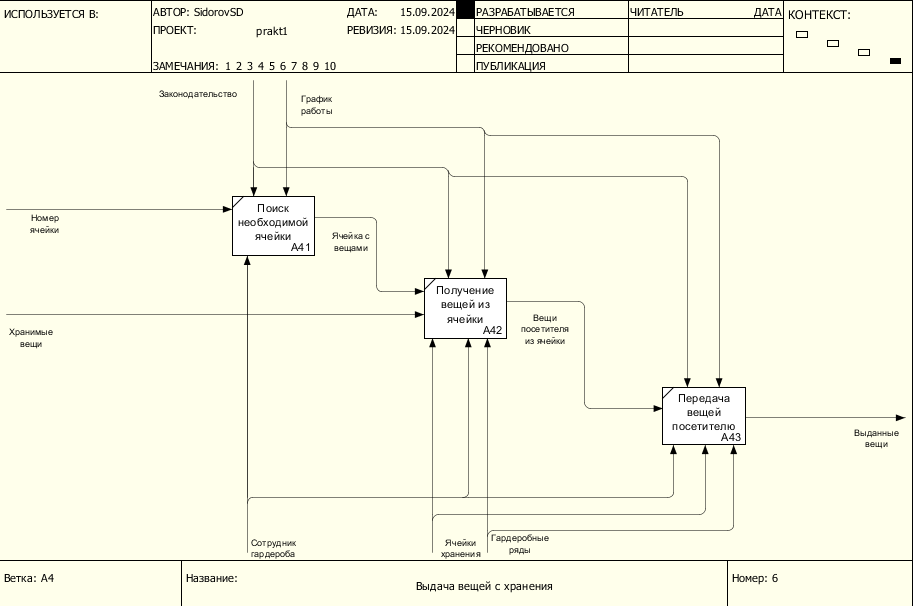 ИСПОЛЬЗУЕТСЯ В:
АВТОР: SidorovSD
ДАТА: 15.09.2024
ПРОЕКТ: prakt1
РЕВИЗИЯ: 15.09.2024
ЗАМЕЧАНИЯ: 1 2 3 4 5 6 7 8 9 10
РАЗРАБАТЫВАЕТСЯ
ЧЕРНОВИК
РЕКОМЕНДОВАНО
ПУБЛИКАЦИЯ
ЧИТАТЕЛЬ
ДАТА
КОНТЕКСТ:
Законодательство
График
работы
Номер
ячейки
Поиск
необходимой
ячейки
A41
Ячейка с
вещами
Хранимые
вещи
Получение
вещей из
ячейки
A42
Вещи
посетителя
из ячейки
Передача
вещей
посетителю
A43
Выданные
вещи
Сотрудник
гардероба
Ячейки
хранения
Гардеробные
ряды
Ветка: A4
Название:
Выдача вещей с хранения
Номер: 6